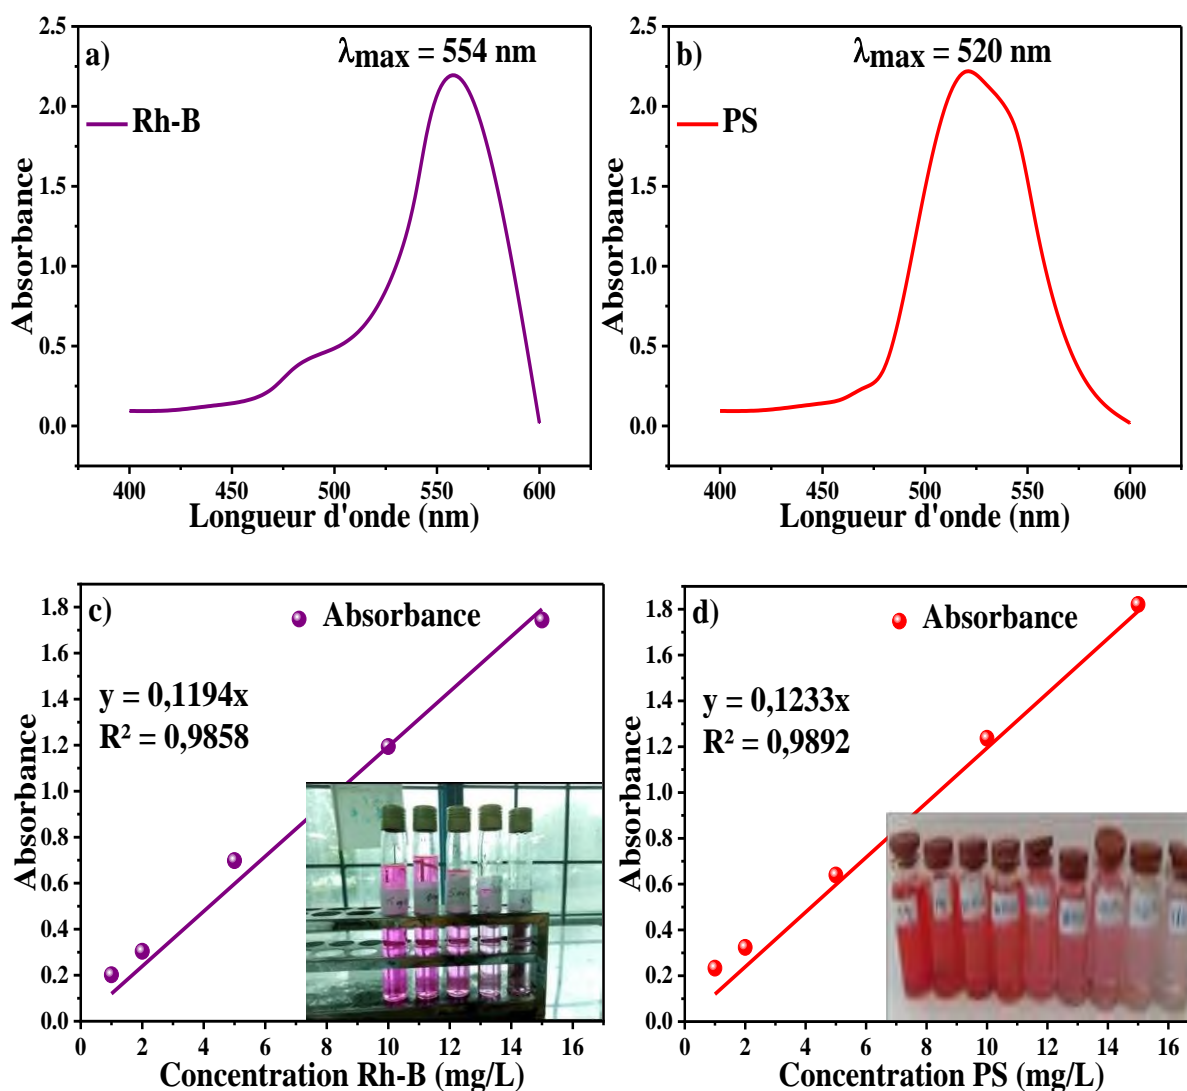 a)
λmax = 554 nm
Rh-B
Absorbance
2.5
2.0
1.5
1.0
0.5
0.0
400 450 500 550 600
Longueur d'onde (nm)
b)
λmax = 520 nm
PS
Absorbance
2.5
2.0
1.5
1.0
0.5
0.0
400 450 500 550 600
Longueur d'onde (nm)
c)
Absorbance
y = 0,1194x
R² = 0,9858
Absorbance
1.8
1.6
1.4
1.2
1.0
0.8
0.6
0.4
0.2
0.0
0 2 4 6 8 10 12 14 16
Concentration Rh-B (mg/L)
d)
Absorbance
y = 0,1233x
R² = 0,9892
Absorbance
1.8
1.6
1.4
1.2
1.0
0.8
0.6
0.4
0.2
0.0
0 2 4 6 8 10 12 14 16
Concentration PS (mg/L)